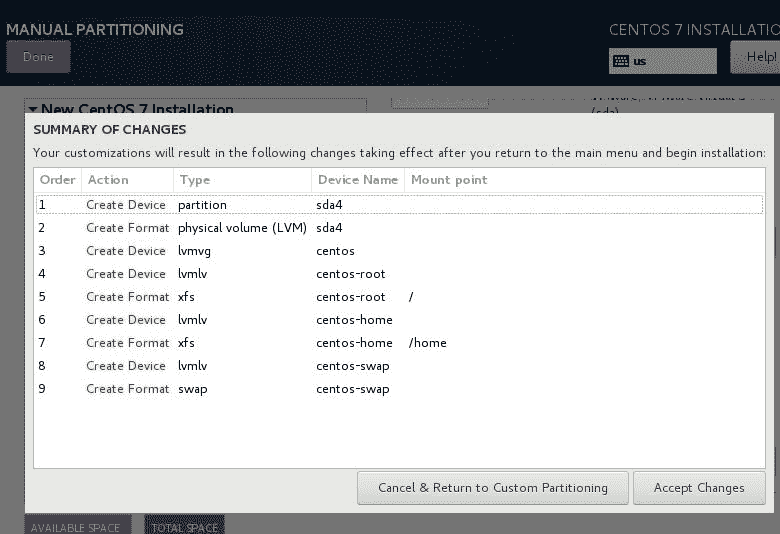 MANUAL PARTITIONING
CENTOS 7 INSTALLATIO
Done
us
Help!
New CentOS 7 Installation
(sda)
SUMMARY OF CHANGES
Your customizations will result in the following changes taking effect after you return to the main menu and begin installation:
Order Action Type Device Name Mount point
1 Create Device partition sda4
2 Create Format physical volume (LVM) sda4
3 Create Device lvmvg centos
4 Create Device lvmlv centos-root
5 Create Format xfs centos-root /
6 Create Device lvmlv centos-home
7 Create Format xfs centos-home /home
8 Create Device lvmlv centos-swap
9 Create Format swap centos-swap
Cancel & Return to Custom Partitioning Accept Changes
AVAILABLE SPACE TOTAL SPACE